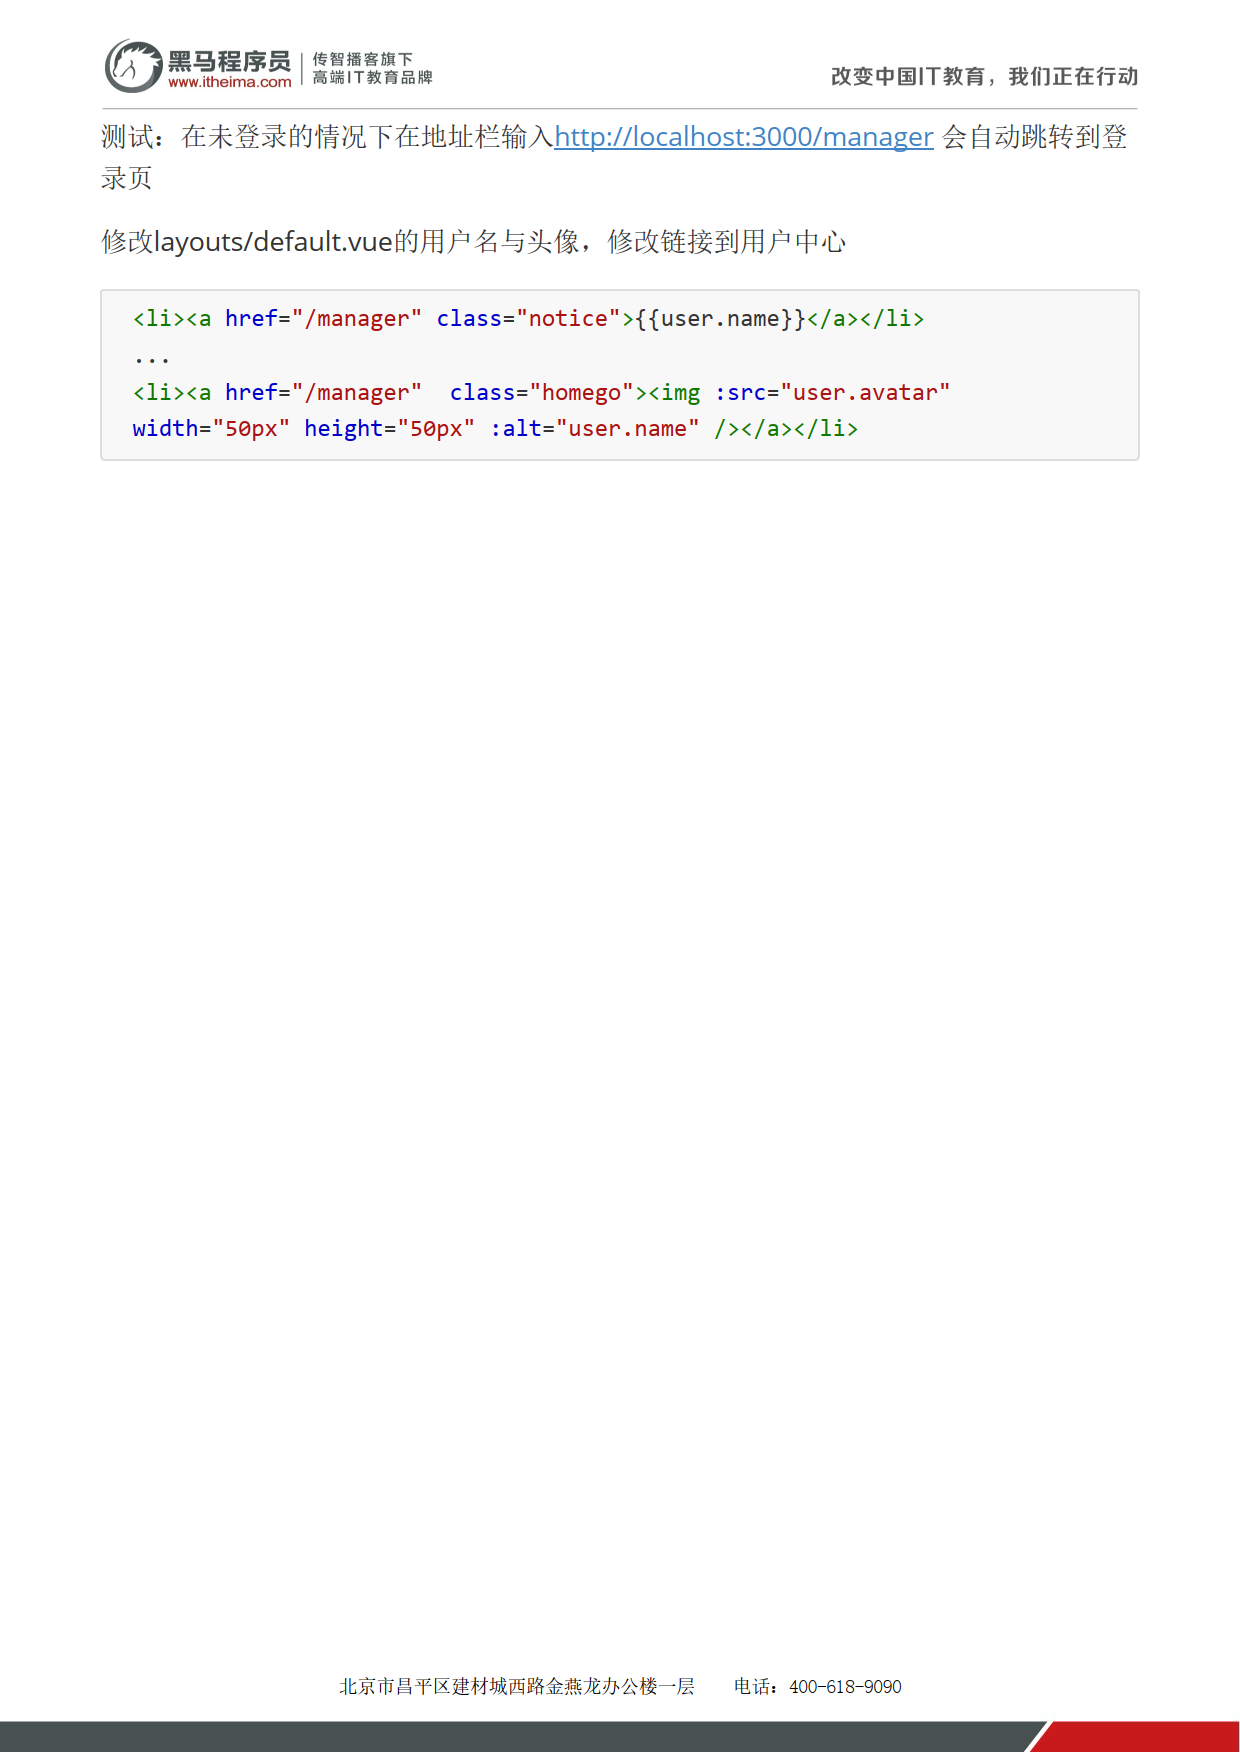 黑马程序员
www.itheima.com
传智播客旗下
高端IT教育品牌
改变中国IT教育，我们正在行动
测试：在未登录的情况下在地址栏输入http://localhost:3000/manager 会自动跳转到登
录页
修改layouts/default.vue的用户名与头像，修改链接到用户中心
<li><a href="/manager" class="notice">{{user.name}}</a></li>
...
<li><a href="/manager"  class="homego"><img :src="user.avatar"
width="50px" height="50px" :alt="user.name" /></a></li>
北京市昌平区建材城西路金燕龙办公楼一层 电话：400-618-9090